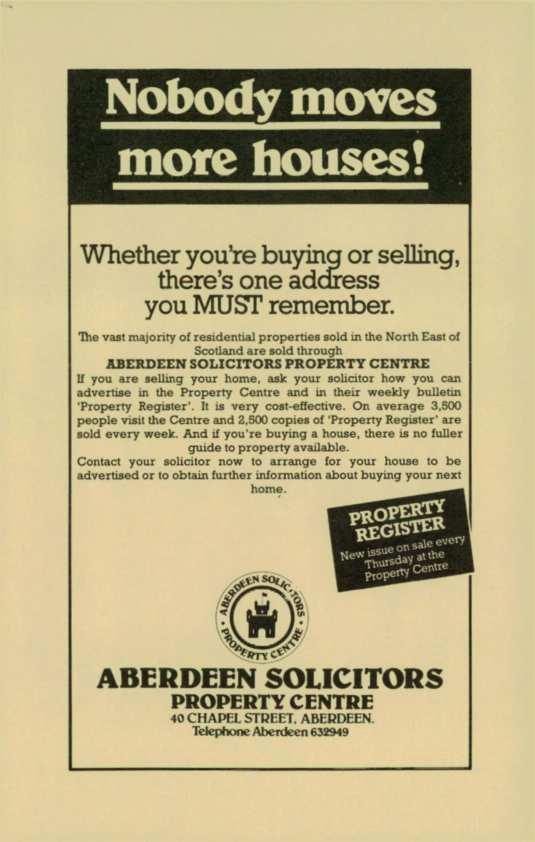 Nobody moves
more houses!
Whether you're buying or selling,
there's one address
you MUST remember.
The vast majority of residential properties sold in the North East of
Scotland are sold through
ABERDEEN SOLICITORS PROPERTY CENTRE
If you are selling your home, ask your solicitor how you can
advertise in the Property Centre and in their weekly bulletin
'Property Register'. It is very cost-effective. On average 3,500
people visit the Centre and 2,500 copies of 'Property Register' are
sold every week. And if you're buying a house, there is no fuller
guide to property available.
Contact your solicitor now to arrange for your house to be
advertised or to obtain further information about buying your next
home.
PROPERTY
REGISTER
New issue on sale every
Thursday at the
Property Centre
ABERDEEN SOLICITORS
• PROPERTY CENTRE •
ABERDEEN SOLICITORS
PROPERTY CENTRE
40 CHAPEL STREET, ABERDEEN.
Telephone Aberdeen 632949